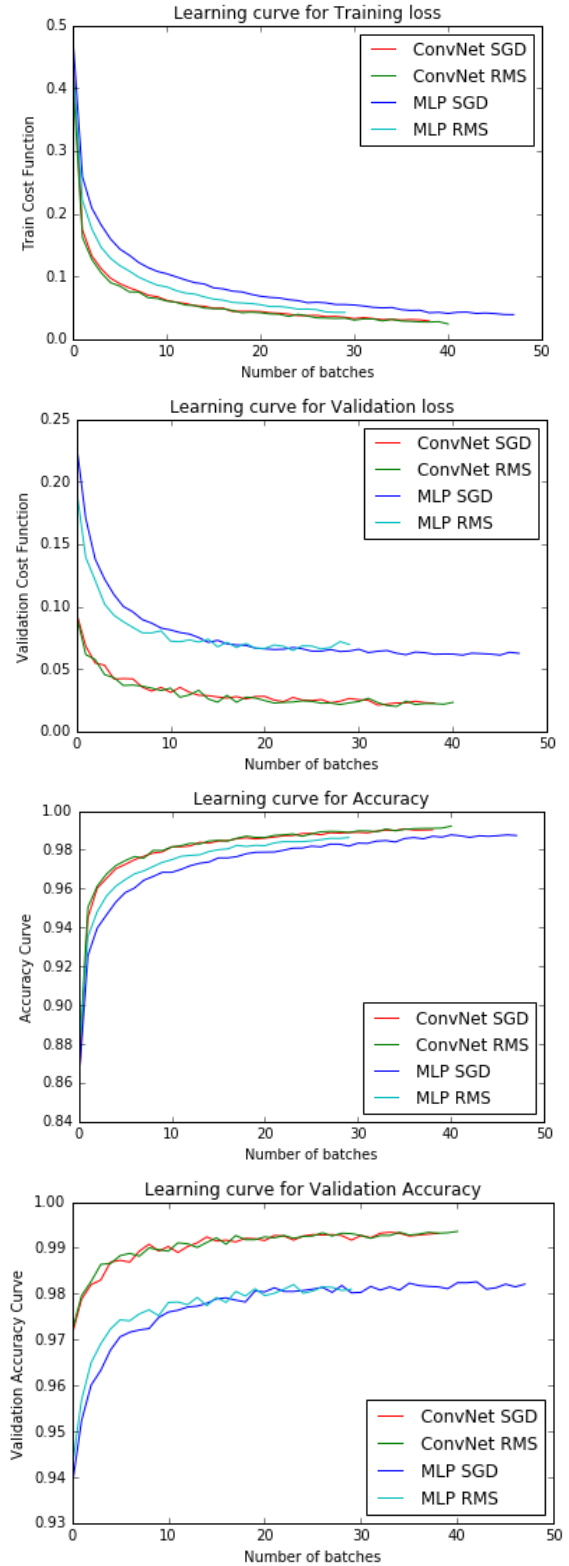 Learning curve for Training loss
0.5
0.4
0.3
0.2
0.1
0.0
Train Cost Function
ConvNet SGD
ConvNet RMS
MLP SGD
MLP RMS
0 10 20 30 40 50
Number of batches
Learning curve for Validation loss
0.25
0.20
0.15
0.10
0.05
0.00
Validation Cost Function
ConvNet SGD
ConvNet RMS
MLP SGD
MLP RMS
0 10 20 30 40 50
Number of batches
Learning curve for Accuracy
1.00
0.98
0.96
0.94
0.92
0.90
0.88
0.86
0.84
Accuracy Curve
ConvNet SGD
ConvNet RMS
MLP SGD
MLP RMS
0 10 20 30 40 50
Number of batches
Learning curve for Validation Accuracy
1.00
0.99
0.98
0.97
0.96
0.95
0.94
0.93
Validation Accuracy Curve
ConvNet SGD
ConvNet RMS
MLP SGD
MLP RMS
0 10 20 30 40 50
Number of batches